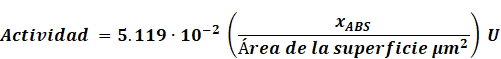 Actividad = 5.119 · 10⁻² (x_ABS / Área de la superficie μm²) U